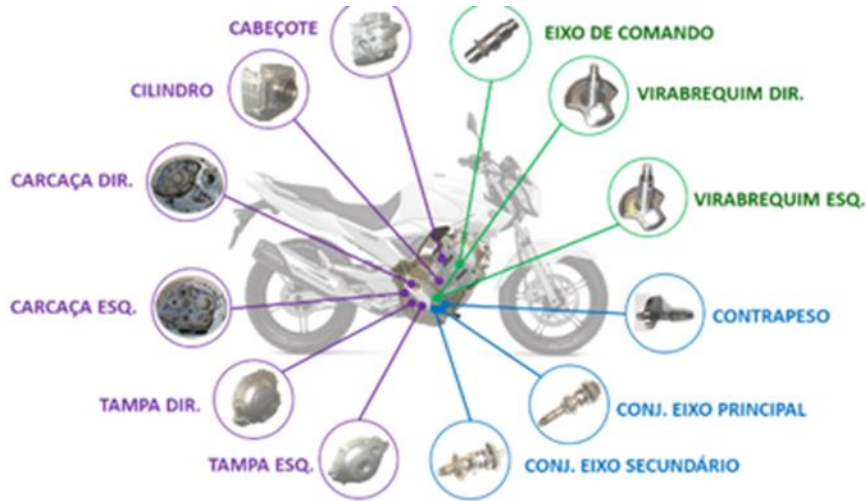 CABEÇOTE
EIXO DE COMANDO
CILINDRO
VIRABREQUIM DIR.
CARCAÇA DIR.
VIRABREQUIM ESQ.
CARCAÇA ESQ.
CONTRAPESO
TAMPA DIR.
CONJ. EIXO PRINCIPAL
TAMPA ESQ.
CONJ. EIXO SECUNDÁRIO